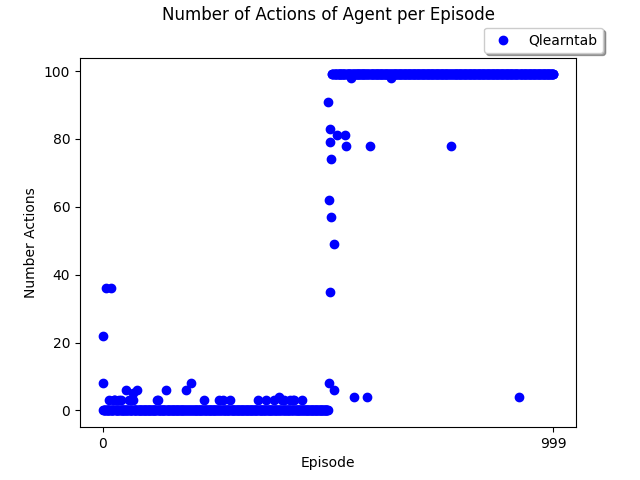 Number of Actions of Agent per Episode
Qlearntab
100
80
60
40
20
0
Number Actions
0
999
Episode